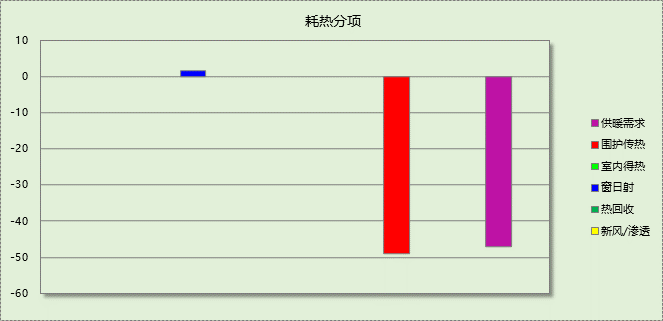 耗热分项
10
0
-10
-20
-30
-40
-50
-60
供暖需求
围护传热
室内得热
窗日射
热回收
新风/渗透